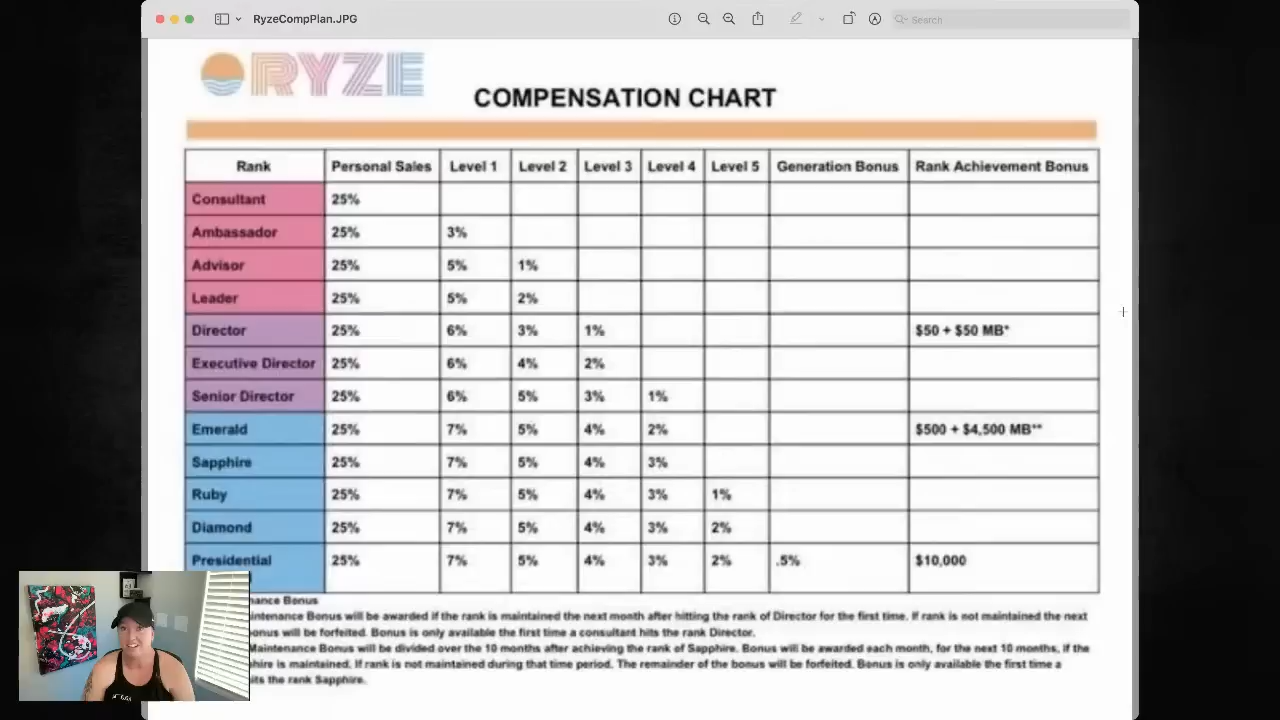 RyzeCompPlan.JPG
Search
RYZE
COMPENSATION CHART
Rank Personal Sales Level 1 Level 2 Level 3 Level 4 Level 5 Generation Bonus Rank Achievement Bonus
Consultant 25%
Ambassador 25% 3%
Advisor 25% 5% 1%
Leader 25% 5% 2%
Director 25% 6% 3% 1% $50 + $50 MB*
Executive Director 25% 6% 4% 2%
Senior Director 25% 6% 5% 3% 1%
Emerald 25% 7% 5% 4% 2% $500 + $4,500 MB**
Sapphire 25% 7% 5% 4% 3%
Ruby 25% 7% 5% 4% 3% 1%
Diamond 25% 7% 5% 4% 3% 2%
Presidential 25% 7% 5% 4% 3% 2% .5% $10,000
nance Bonus
intenance Bonus will be awarded if the rank is maintained the next month after hitting the rank of Director for the first time. If rank is not maintained the next
onus will be forfeited. Bonus is only available the first time a consultant hits the rank Director.
Maintenance Bonus will be divided over the 10 months after achieving the rank of Sapphire. Bonus will be awarded each month, for the next 10 months, if the
hire is maintained. If rank is not maintained during that time period. The remainder of the bonus will be forfeited. Bonus is only available the first time a
its the rank Sapphire.